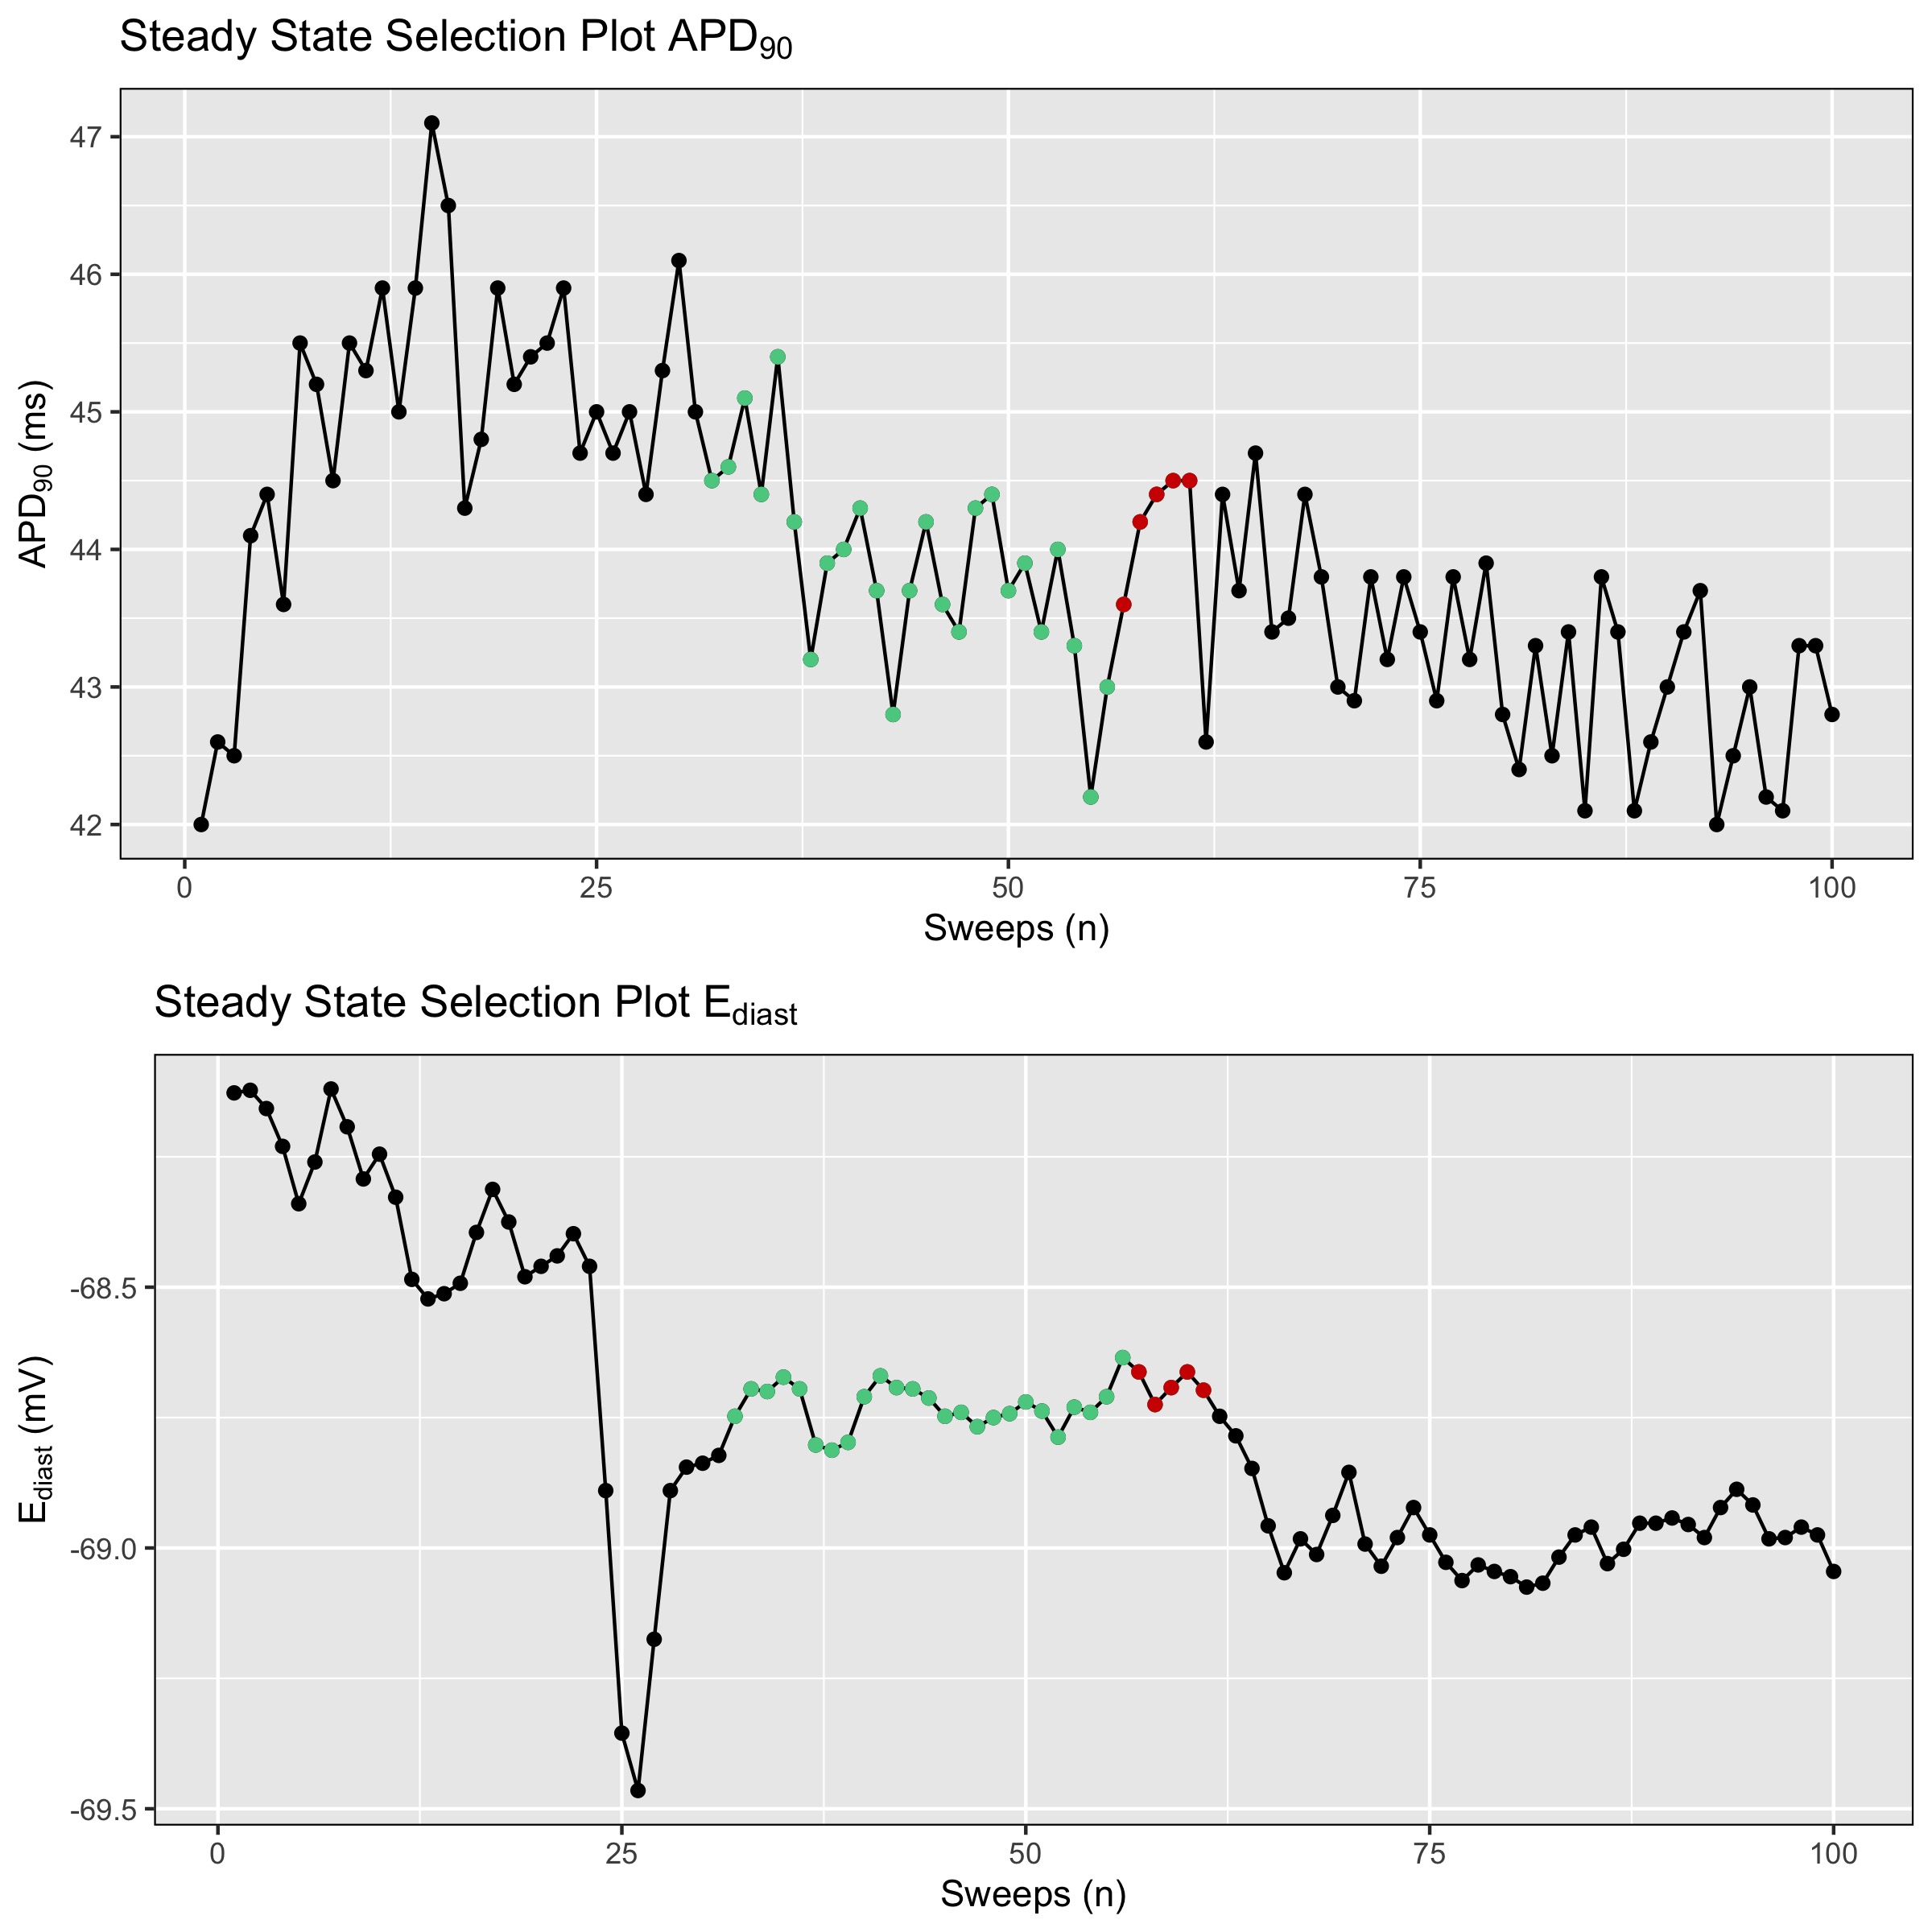 Steady State Selection Plot APD90
47
46
45
44
43
42
APD90 (ms)
0 25 50 75 100
Sweeps (n)
Steady State Selection Plot Ediast
-68.5
-69.0
-69.5
Ediast (mV)
0 25 50 75 100
Sweeps (n)